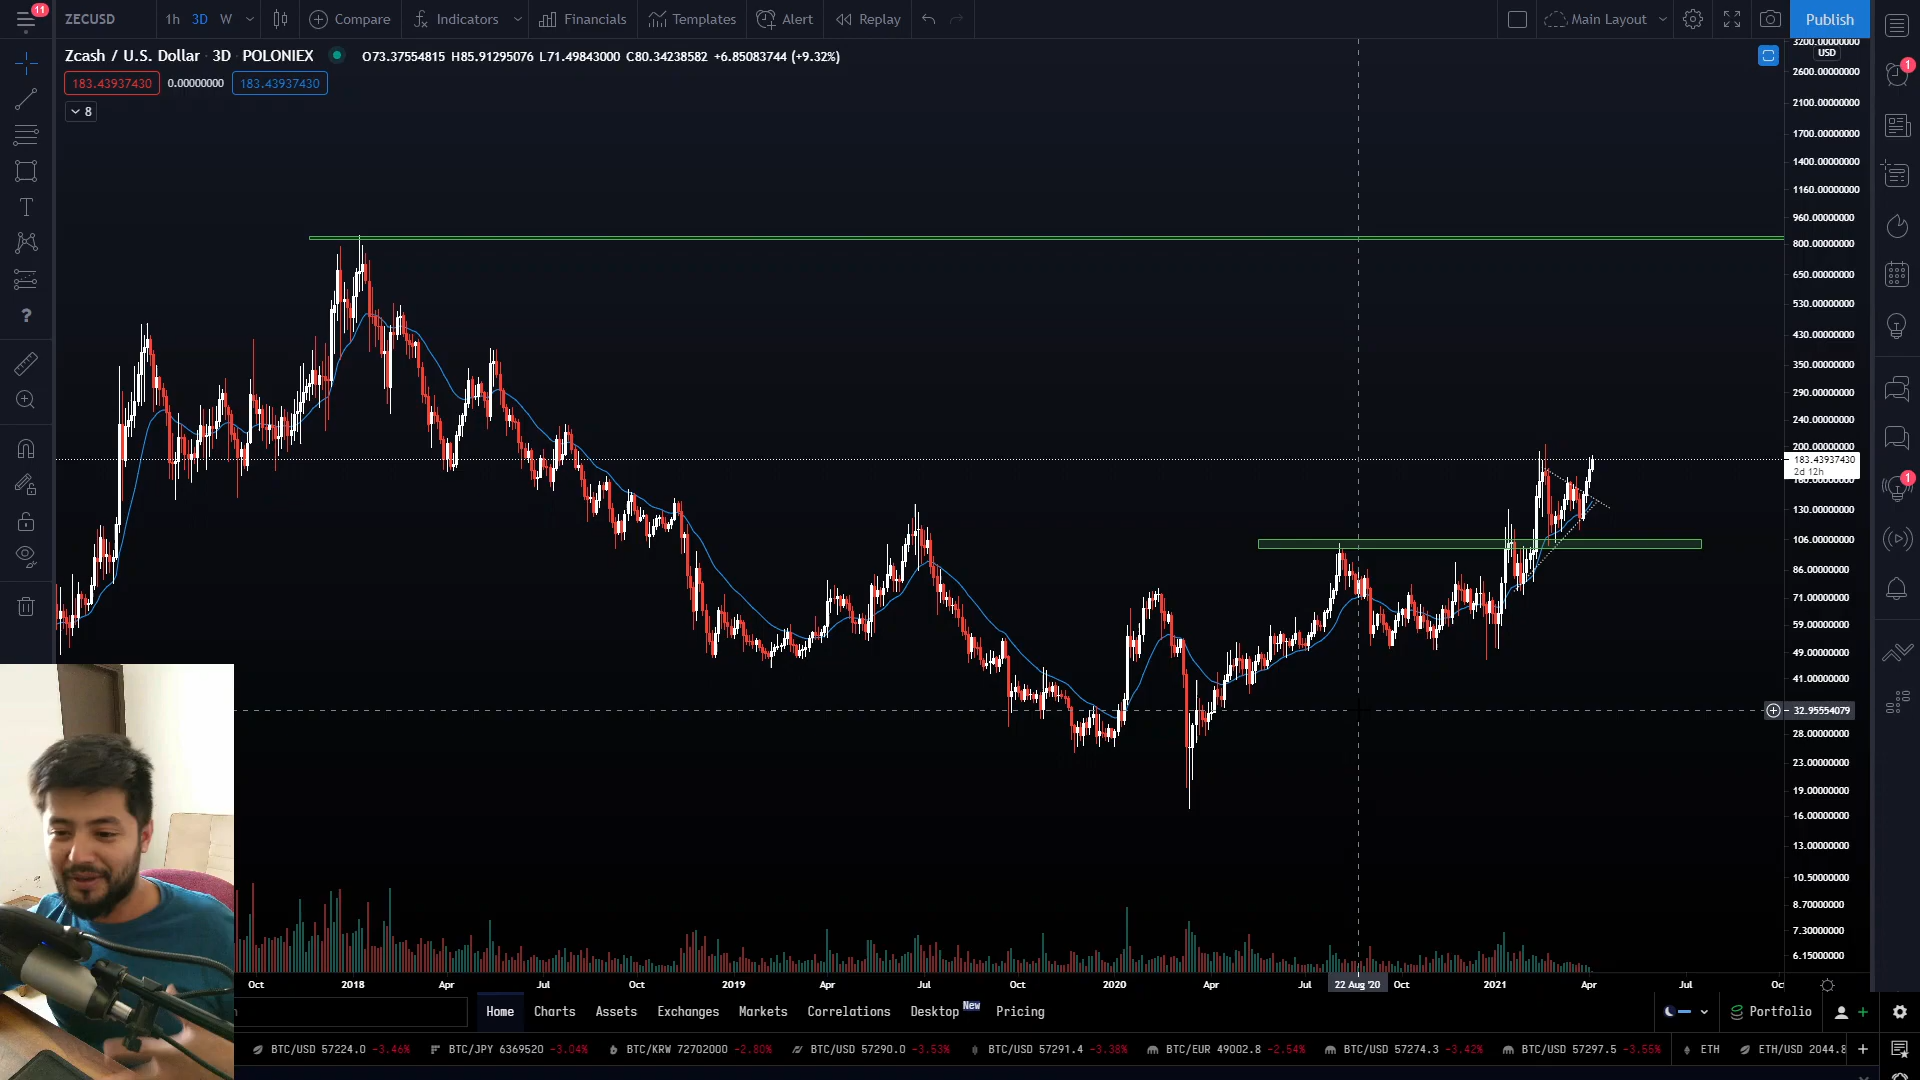 11
ZECUSD
1h 3D W
Compare
Indicators
Financials
Templates
Alert
Replay
Main Layout
Publish
Zcash / U.S. Dollar 3D POLONIEX
O73.37554815 H85.91295076 L71.49843000 C80.34238582 +6.85083744 (+9.32%)
183.43937430 0.00000000 183.43937430
8
3200.00000000
USD
2600.00000000
2100.00000000
1700.00000000
1400.00000000
1160.00000000
960.00000000
800.00000000
650.00000000
530.00000000
430.00000000
350.00000000
290.00000000
240.00000000
200.00000000
183.43937430
2d 12h
160.00000000
130.00000000
106.00000000
86.00000000
71.00000000
59.00000000
49.00000000
41.00000000
32.95554079
28.00000000
23.00000000
19.00000000
16.00000000
13.00000000
10.50000000
8.70000000
7.30000000
6.15000000
1
1
Oct 2018 Apr Jul Oct 2019 Apr Jul Oct 2020 Apr Jul 22 Aug '20 Oct 2021 Apr Jul
Home Charts Assets Exchanges Markets Correlations Desktop New Pricing
Portfolio
BTC/USD 57224.0 -3.46% BTC/JPY 6369520 -3.04% BTC/KRW 72702000 -2.80% BTC/USD 57290.0 -3.53% BTC/USD 57291.4 -3.38% BTC/EUR 49002.8 -2.54% BTC/USD 57274.3 -3.42% BTC/USD 57297.5 -3.55% ETH ETH/USD 2044.8